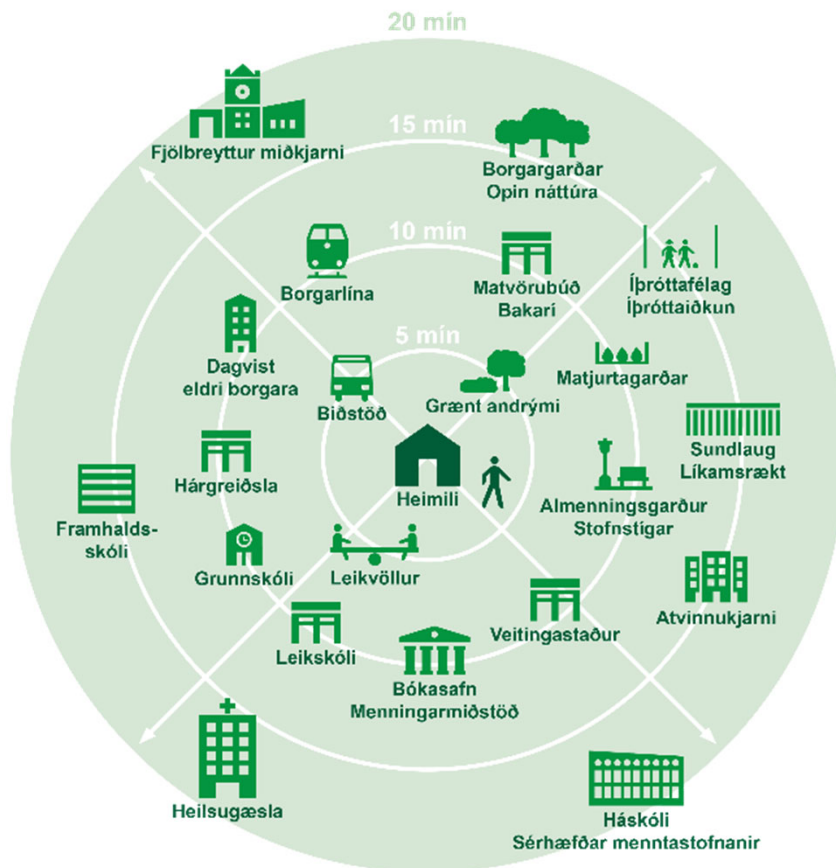 20 mín
15 mín
Fjölbreyttur miðkjarni
Borgargarðar
Opin náttúra
10 mín
Borgarlína
Matvörubúð
Bakarí
Íþróttafélag
Íþróttaiðkun
5 mín
Dagvist
eldri borgara
Matjurtagarðar
Biðstöð
Grænt andrými
Sundlaug
Líkamsrækt
Hárgreiðsla
Heimili
Almenningsgarður
Stofnstígar
Framhalds-
skóli
Grunnskóli
Leikvöllur
Atvinnukjarni
Veitingastaður
Leikskóli
Bókasafn
Menningarmiðstöð
Heilsugæsla
Háskóli
Sérhæfðar menntastofnanir